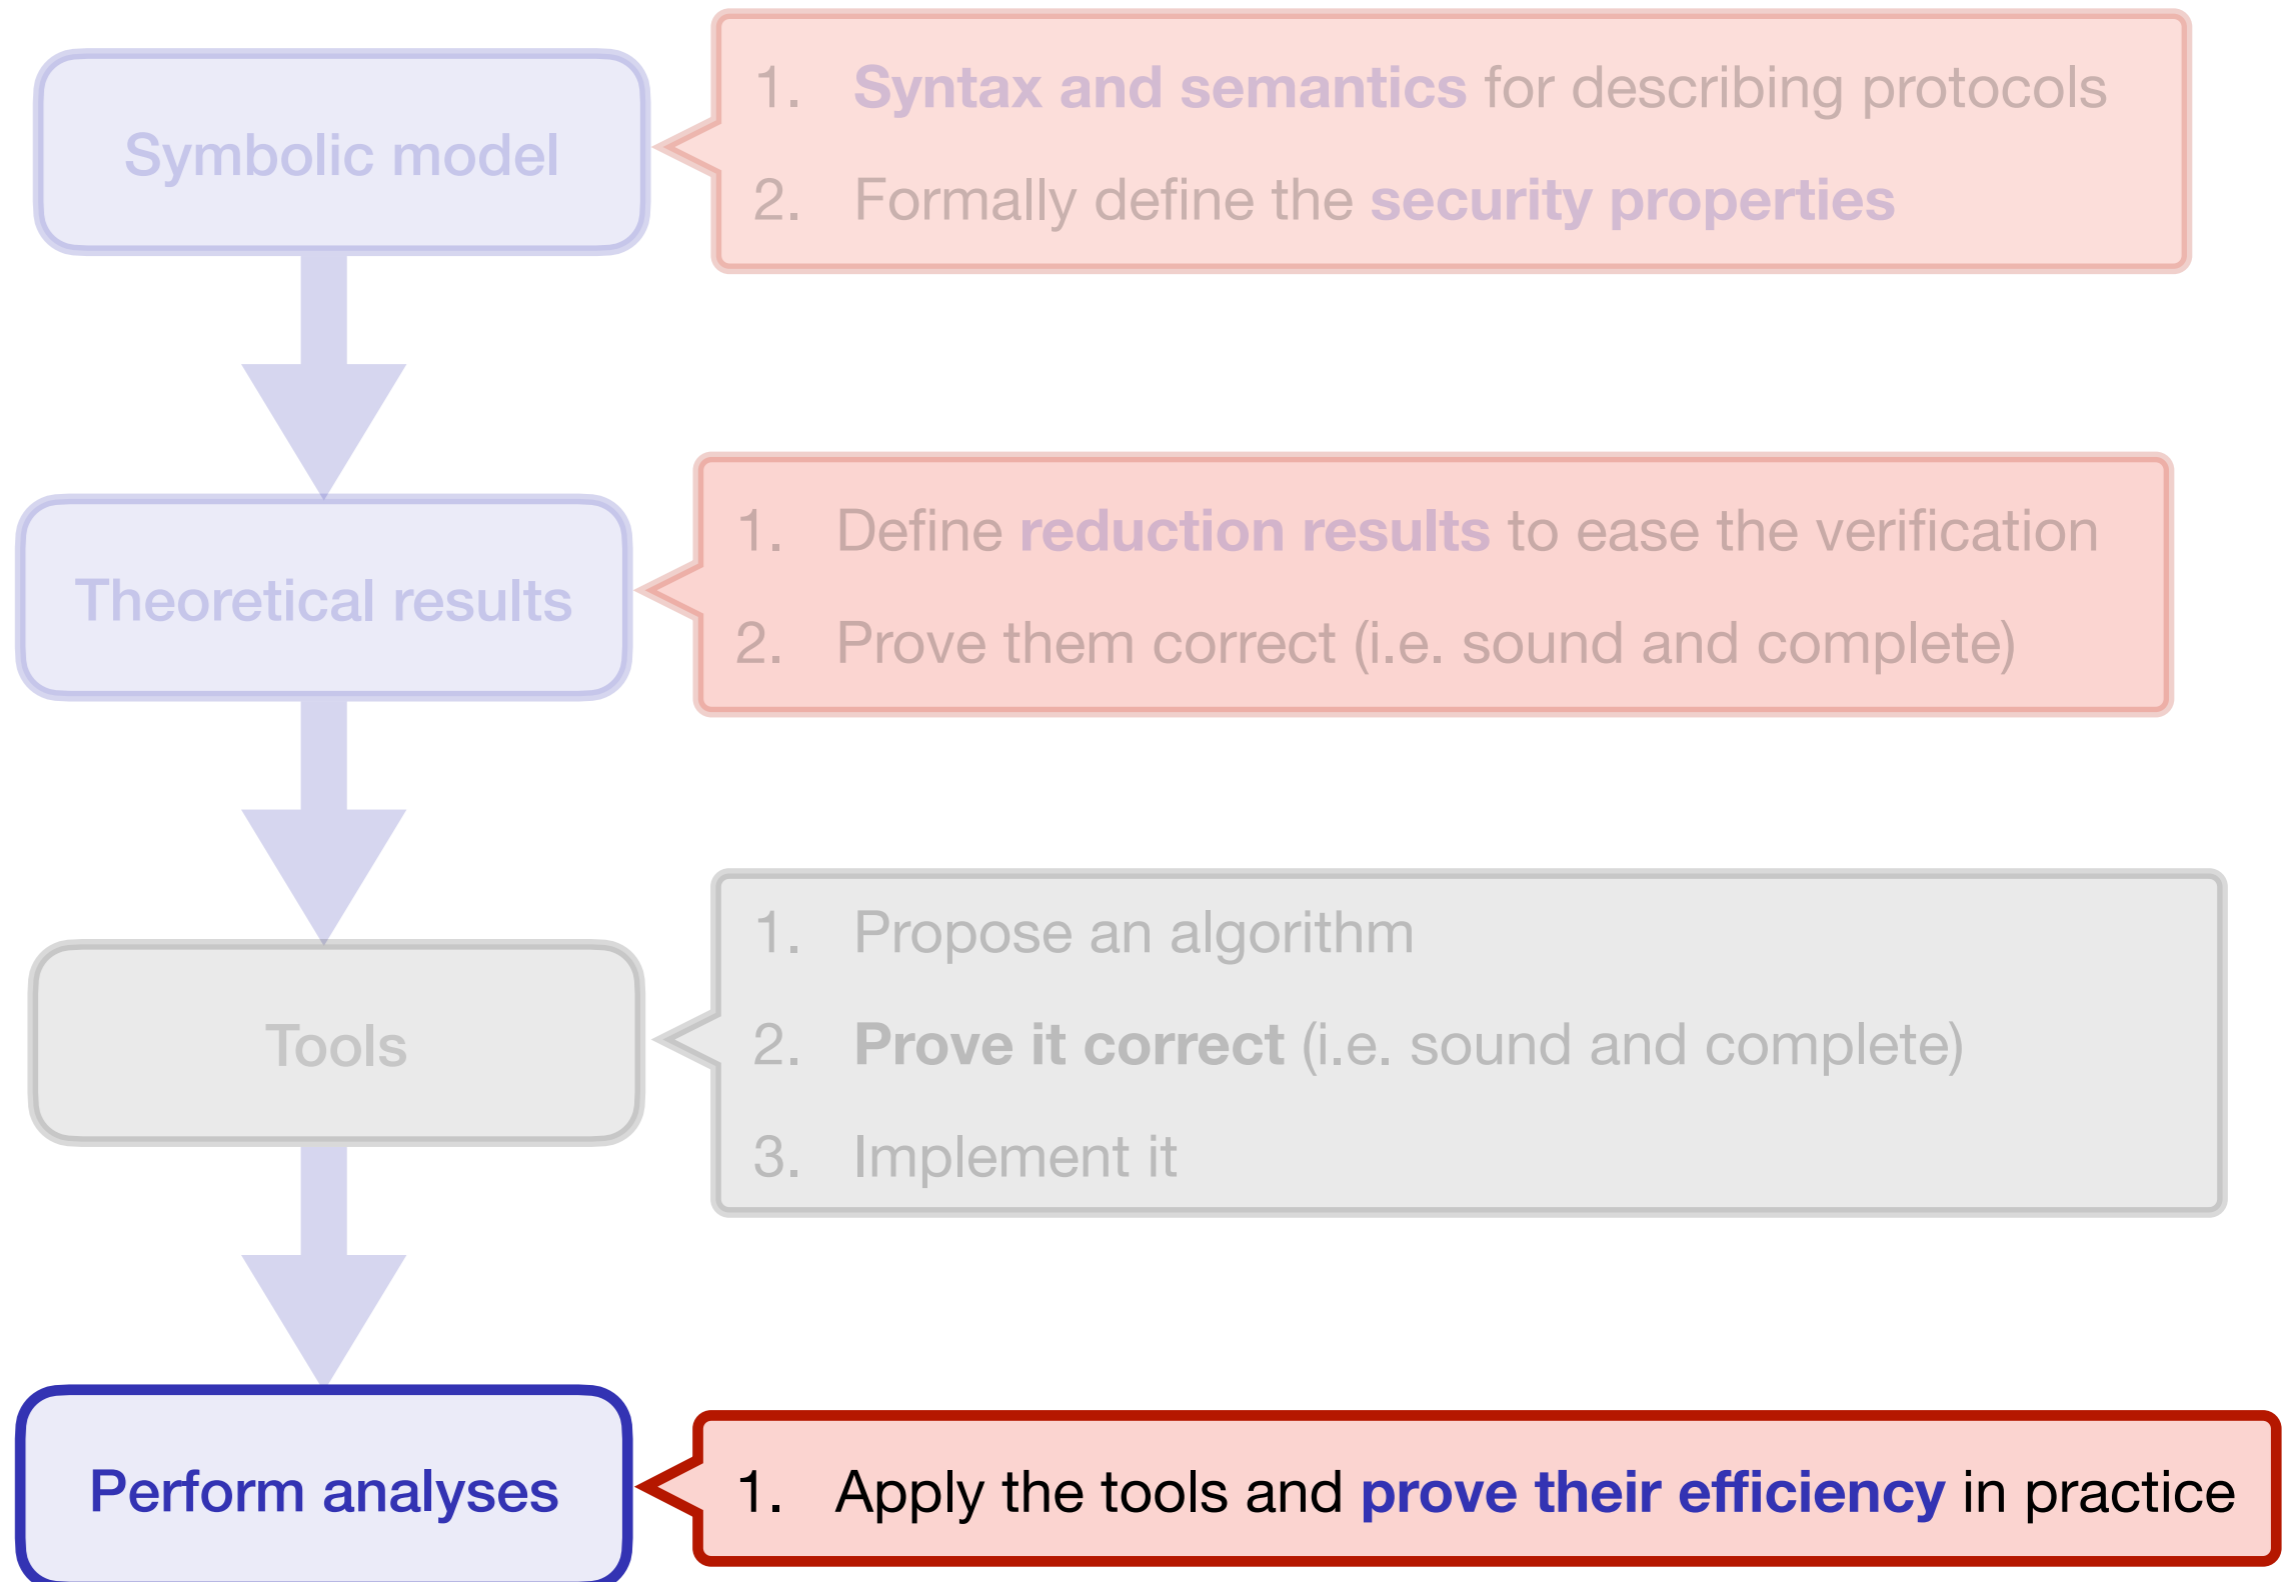 Symbolic model
1. Syntax and semantics for describing protocols
2. Formally define the security properties
Theoretical results
1. Define reduction results to ease the verification
2. Prove them correct (i.e. sound and complete)
Tools
1. Propose an algorithm
2. Prove it correct (i.e. sound and complete)
3. Implement it
Perform analyses
1. Apply the tools and prove their efficiency in practice